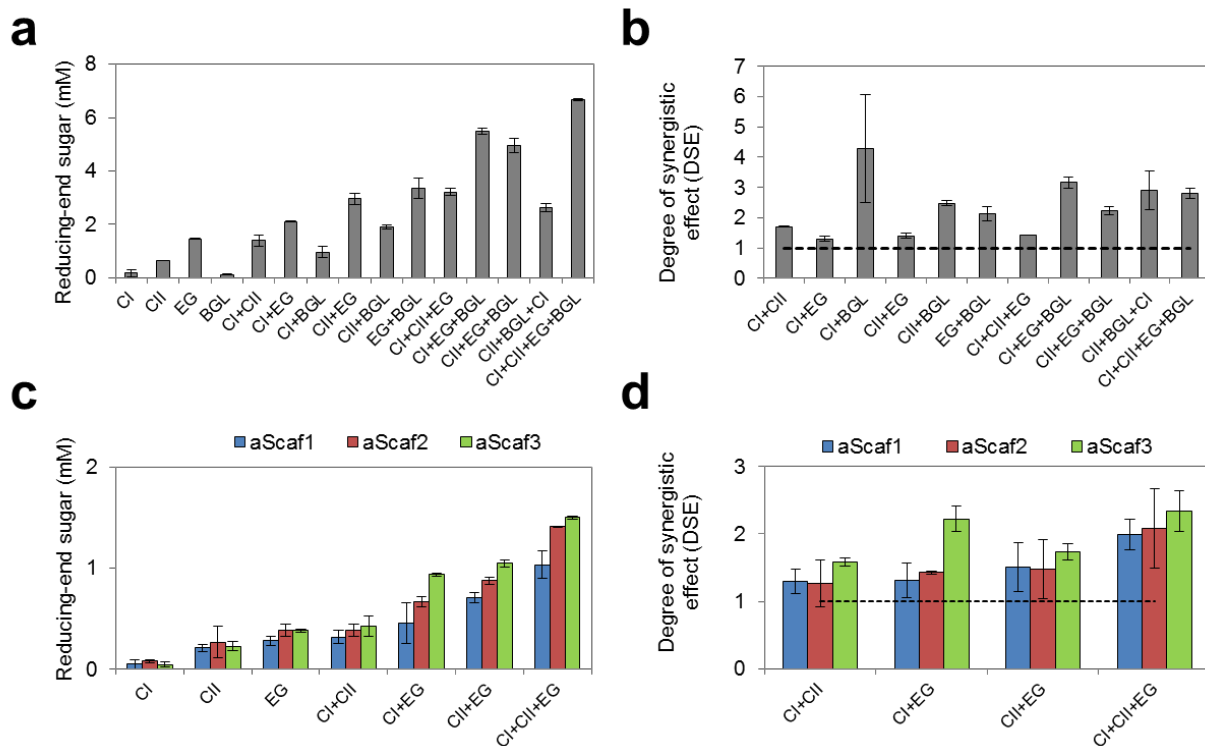 a
Reducing-end sugar (mM)
8
6
4
2
0
CI
CII
EG
BGL
CI+CII
CI+EG
CI+BGL
CII+EG
CII+BGL
EG+BGL
CI+CII+EG
CI+EG+BGL
CII+EG+BGL
CII+BGL+CI
CI+CII+EG+BGL
b
Degree of synergistic
effect (DSE)
7
6
5
4
3
2
1
0
CI+CII
CI+EG
CI+BGL
CII+EG
CII+BGL
EG+BGL
CI+CII+EG
CI+EG+BGL
CII+EG+BGL
CII+BGL+CI
CI+CII+EG+BGL
c
aScaf1 aScaf2 aScaf3
Reducing-end sugar (mM)
2
1
0
CI
CII
EG
CI+CII
CI+EG
CII+EG
CI+CII+EG
d
aScaf1 aScaf2 aScaf3
Degree of synergistic
effect (DSE)
3
2
1
0
CI+CII
CI+EG
CII+EG
CI+CII+EG